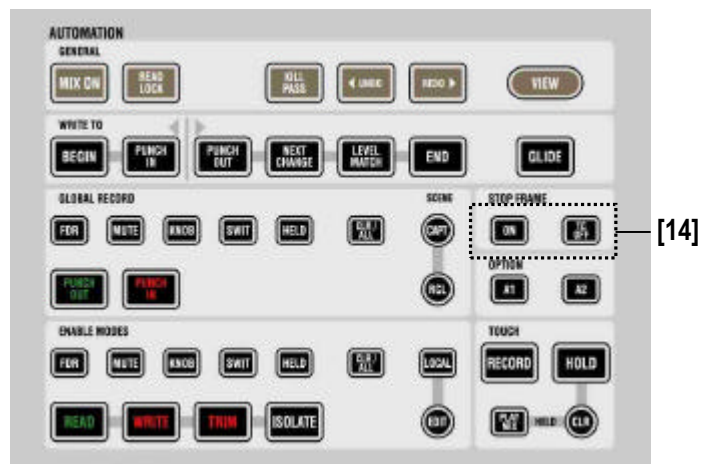 AUTOMATION
GENERAL
MIX ON
READ LOCK
KILL PASS
◀ UNDO
REDO ▶
VIEW
WRITE TO
BEGIN
PUNCH IN
PUNCH OUT
NEXT CHANGE
LEVEL MATCH
END
GLIDE
GLOBAL RECORD
SCENE
STOP FRAME
FDR
MUTE
KNOB
SWIT
HELD
CLR/ ALL
CAPT
ON
TC OFF
[14]
OPTION
PUNCH OUT
PUNCH IN
RCL
A1
A2
ENABLE MODES
TOUCH
FDR
MUTE
KNOB
SWIT
HELD
CLR/ ALL
LOCAL
RECORD
HOLD
READ
WRITE
TRIM
ISOLATE
EDIT
PLAY
HELD
CLR